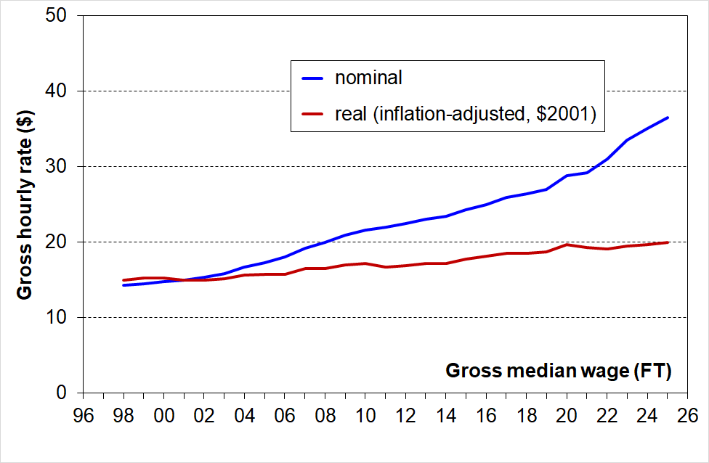 50
40
30
20
10
0
Gross hourly rate ($)
nominal
real (inflation-adjusted, $2001)
Gross median wage (FT)
96 98 00 02 04 06 08 10 12 14 16 18 20 22 24 26